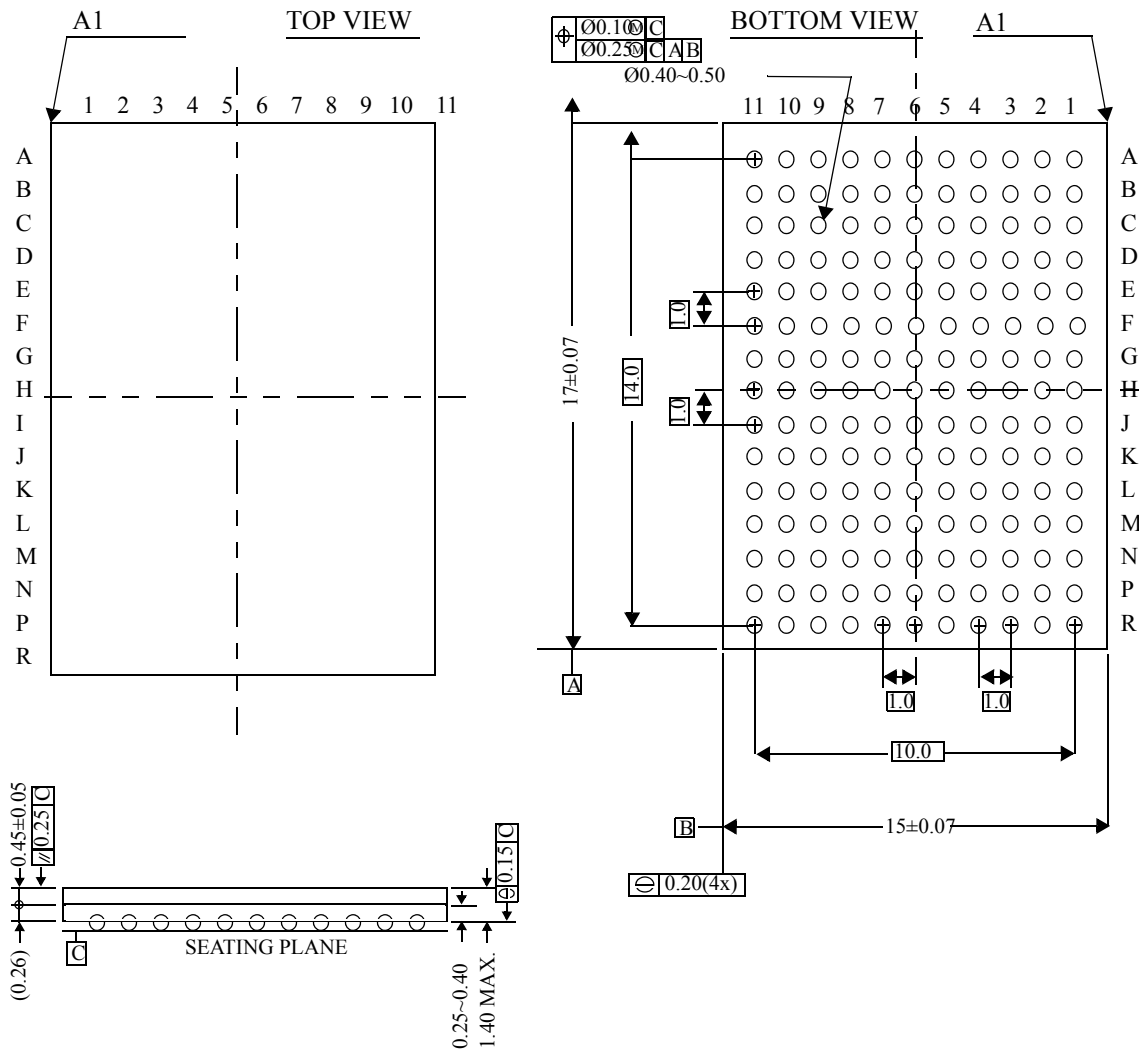 A1
TOP VIEW
1 2 3 4 5 6 7 8 9 10 11
A
B
C
D
E
F
G
H
I
J
K
L
M
N
P
R
Ø0.10Ⓜ C
Ø0.25Ⓜ C A B
Ø0.40~0.50
BOTTOM VIEW
A1
11 10 9 8 7 6 5 4 3 2 1
A
B
C
D
E
F
G
H
J
K
L
M
N
P
R
1.0
1.0
17±0.07
14.0
A
1.0
1.0
10.0
B
15±0.07
0.20(4x)
0.45±0.05
// 0.25 C
(0.26)
C
SEATING PLANE
0.15 C
0.25~0.40
1.40 MAX.